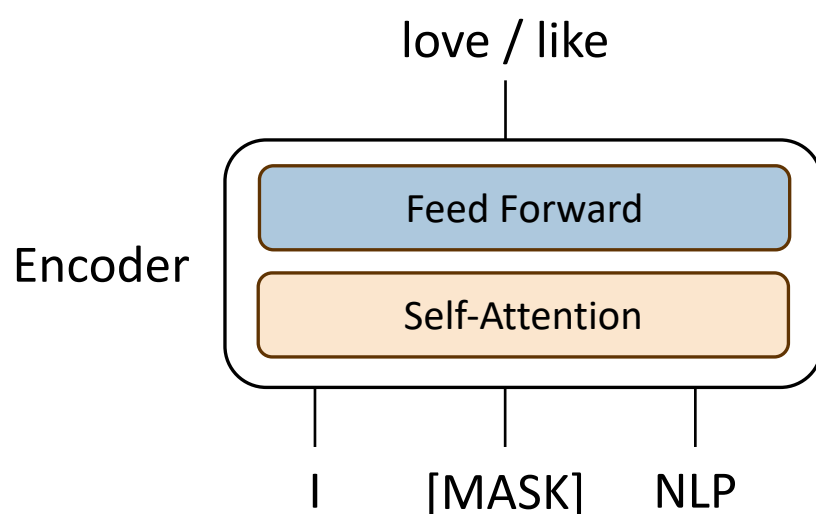 love / like
Feed Forward
Encoder
Self-Attention
I [MASK] NLP